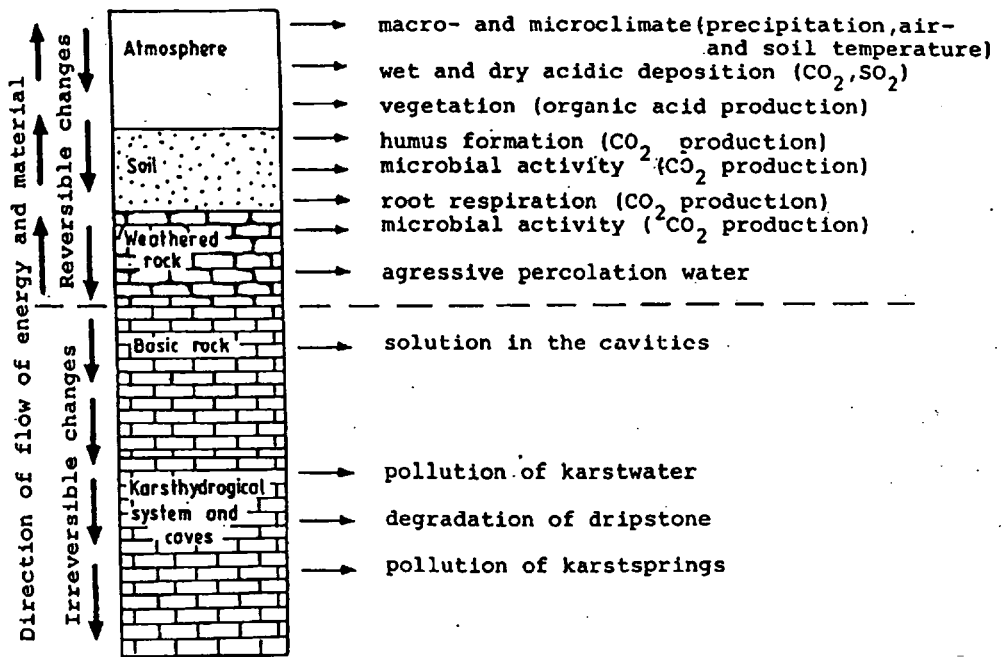 Direction of flow of energy and material
Reversible changes
Irreversible changes
Atmosphere
Soil
Weathered
rock
Basic rock
Karsthydrogical
system and
caves
macro- and microclimate(precipitation,air-
and soil temperature)
wet and dry acidic deposition (CO2,SO2)
vegetation (organic acid production)
humus formation (CO2 production)
microbial activity (CO2 production)
root respiration (CO2 production)
microbial activity (CO2 production)
agressive percolation water
solution in the cavitics
pollution of karstwater
degradation of dripstone
pollution of karstsprings